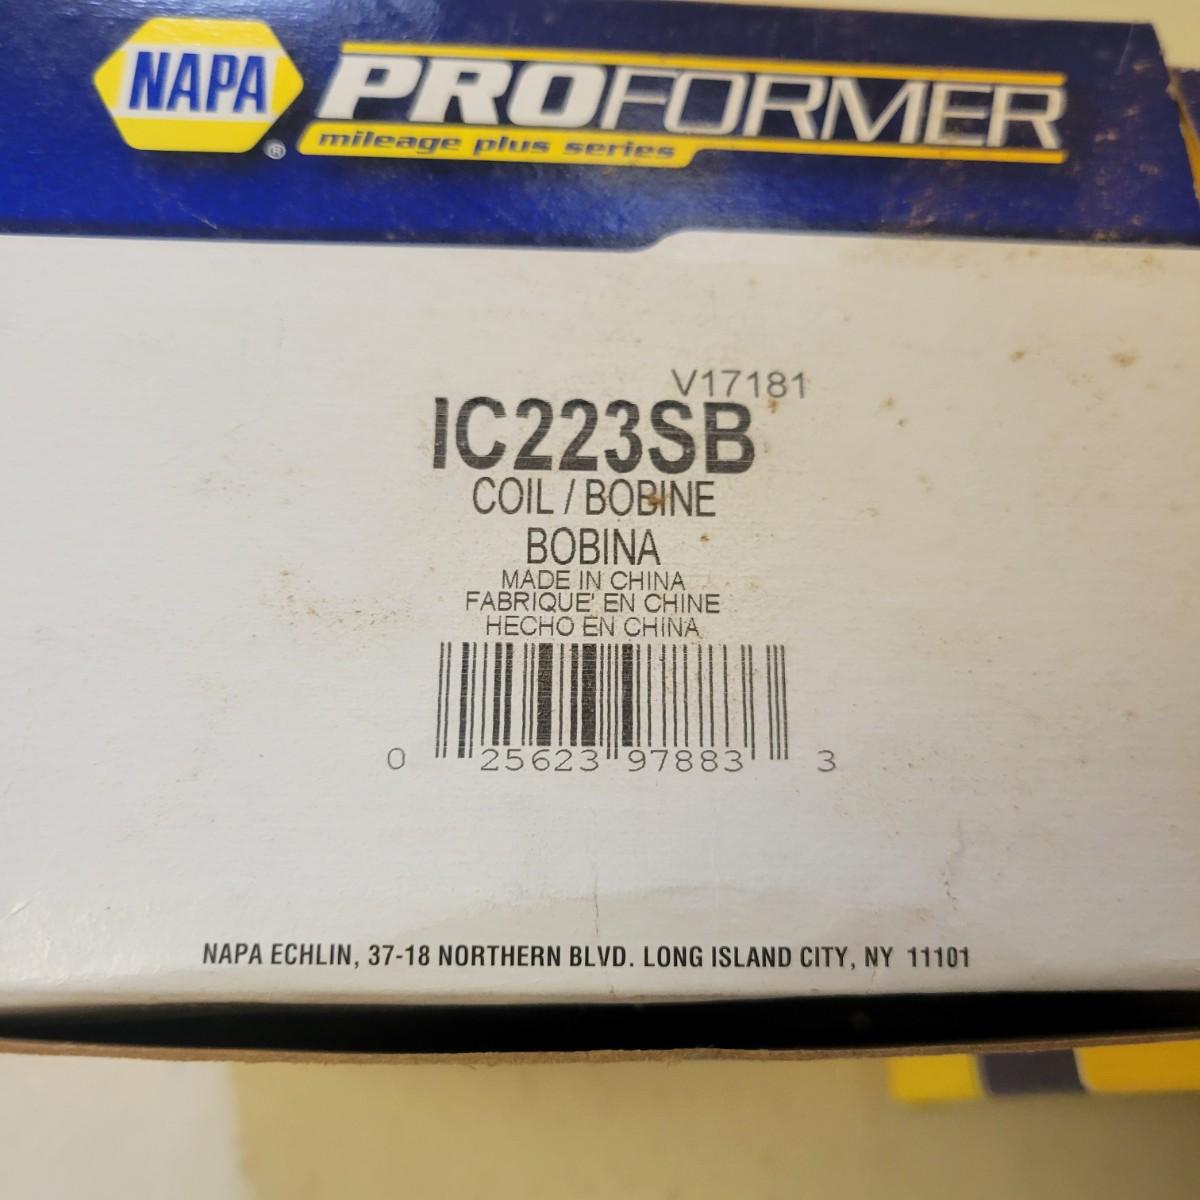 NAPA®
PROFORMER
mileage plus series
V17181
IC223SB
COIL / BOBINE
BOBINA
MADE IN CHINA
FABRIQUE' EN CHINE
HECHO EN CHINA
0 25623 97883 3
NAPA ECHLIN, 37-18 NORTHERN BLVD. LONG ISLAND CITY, NY 11101